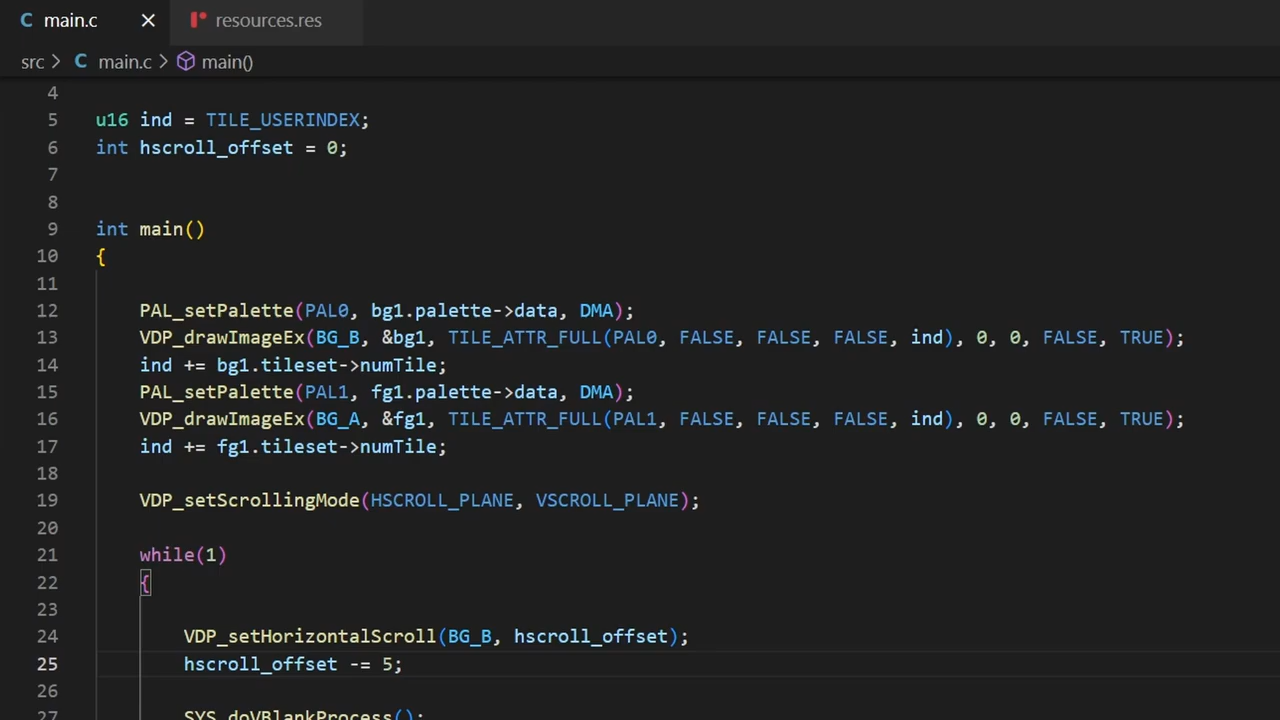 main.c
resources.res
src > main.c > main()
4
5 u16 ind = TILE_USERINDEX;
6 int hscroll_offset = 0;
7
8
9 int main()
10 {
11
12 PAL_setPalette(PAL0, bg1.palette->data, DMA);
13 VDP_drawImageEx(BG_B, &bg1, TILE_ATTR_FULL(PAL0, FALSE, FALSE, FALSE, ind), 0, 0, FALSE, TRUE);
14 ind += bg1.tileset->numTile;
15 PAL_setPalette(PAL1, fg1.palette->data, DMA);
16 VDP_drawImageEx(BG_A, &fg1, TILE_ATTR_FULL(PAL1, FALSE, FALSE, FALSE, ind), 0, 0, FALSE, TRUE);
17 ind += fg1.tileset->numTile;
18
19 VDP_setScrollingMode(HSCROLL_PLANE, VSCROLL_PLANE);
20
21 while(1)
22 {
23
24 VDP_setHorizontalScroll(BG_B, hscroll_offset);
25 hscroll_offset -= 5;
26
27 SYS_doVBlankProcess();